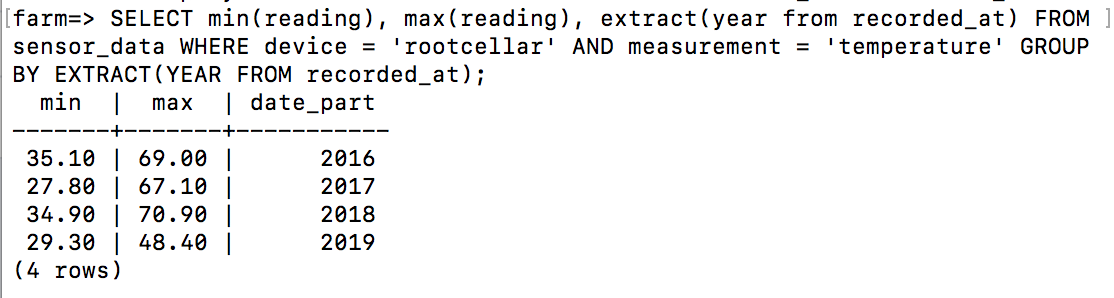 [farm=> SELECT min(reading), max(reading), extract(year from recorded_at) FROM ]
sensor_data WHERE device = 'rootcellar' AND measurement = 'temperature' GROUP
BY EXTRACT(YEAR FROM recorded_at);
  min  |  max  | date_part
-------+-------+-----------
 35.10 | 69.00 |      2016
 27.80 | 67.10 |      2017
 34.90 | 70.90 |      2018
 29.30 | 48.40 |      2019
(4 rows)